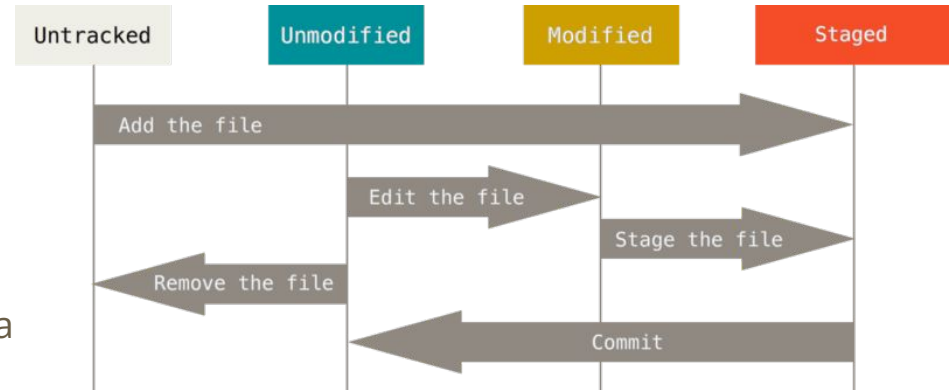 Untracked
Unmodified
Modified
Staged
Add the file
Edit the file
Stage the file
Remove the file
a
Commit